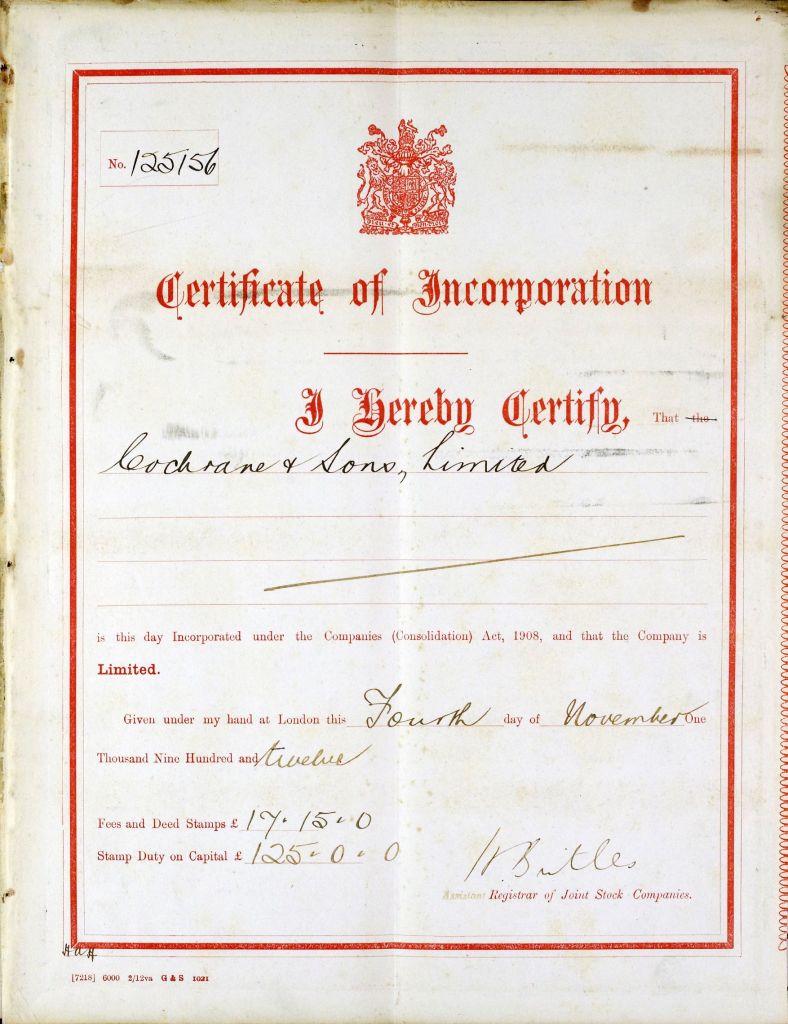 No. 125156
Certificate of Incorporation
I Hereby Certify, That the
Cochrane & Sons, Limited
is this day Incorporated under the Companies (Consolidation) Act, 1908, and that the Company is
Limited.
Given under my hand at London this Fourth day of November One
Thousand Nine Hundred and twelve
Fees and Deed Stamps £ 17.15.0
Stamp Duty on Capital £ 125.0.0
Assistant Registrar of Joint Stock Companies.
[7218] 6000 2/12va G & S 1021